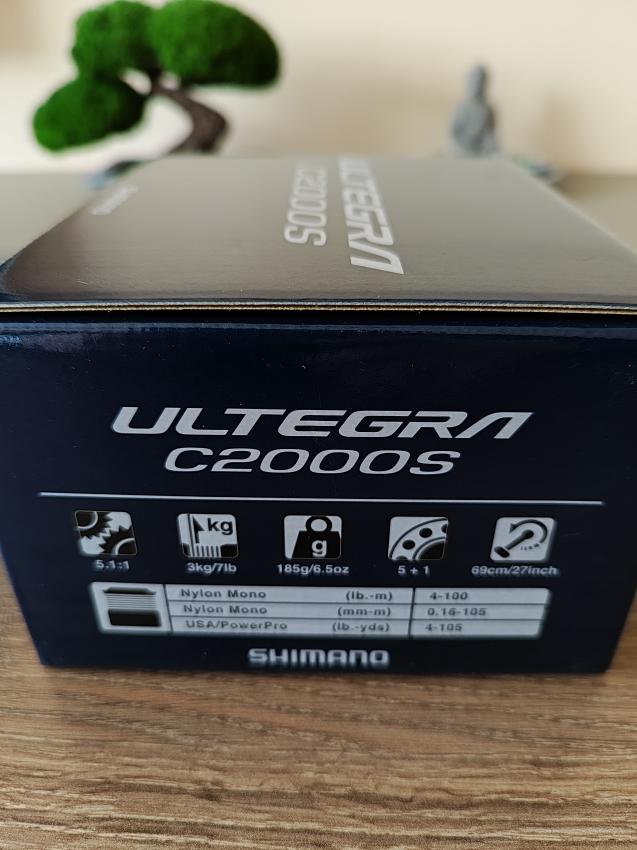 ULTEGRA
C2000S
ULTEGRA
C2000S
kg
g
5.1:1
3kg/7lb
185g/6.5oz
5 + 1
69cm/27inch
Nylon Mono (lb.-m) 4-100
Nylon Mono (mm-m) 0.16-105
USA/PowerPro (lb.-yds) 4-105
SHIMANO